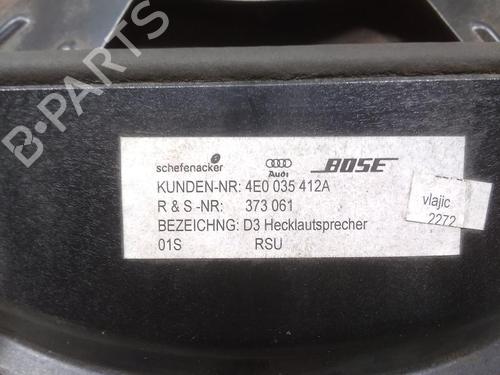 B-PARTS
schefenacker Audi BOSE
KUNDEN-NR: 4E0 035 412A
R & S -NR: 373 061
BEZEICHNG: D3 Hecklautsprecher
01S RSU
vlajic
2272